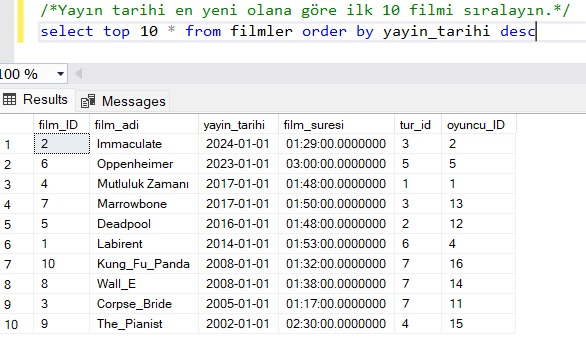 /*Yayın tarihi en yeni olana göre ilk 10 filmi sıralayın.*/
select top 10 * from filmler order by yayin_tarihi desc
100 %
Results Messages
film_ID film_adi yayin_tarihi film_suresi tur_id oyuncu_ID
1 2 Immaculate 2024-01-01 01:29:00.0000000 3 2
2 6 Oppenheimer 2023-01-01 03:00:00.0000000 5 5
3 4 Mutluluk Zamanı 2017-01-01 01:48:00.0000000 1 1
4 7 Marrowbone 2017-01-01 01:50:00.0000000 3 13
5 5 Deadpool 2016-01-01 01:48:00.0000000 2 12
6 1 Labirent 2014-01-01 01:53:00.0000000 6 4
7 10 Kung_Fu_Panda 2008-01-01 01:32:00.0000000 7 16
8 8 Wall_E 2008-01-01 01:38:00.0000000 7 14
9 3 Corpse_Bride 2005-01-01 01:17:00.0000000 7 11
10 9 The_Pianist 2002-01-01 02:30:00.0000000 4 15